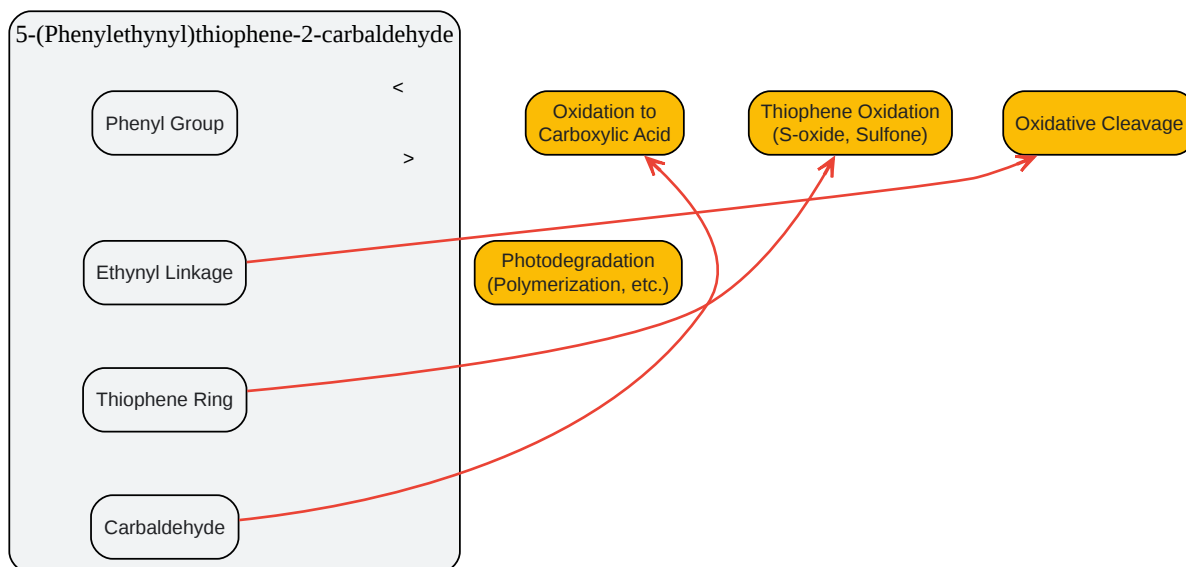 5-(Phenylethynyl)thiophene-2-carbaldehyde
<
Phenyl Group
>
Ethynyl Linkage
Thiophene Ring
Carbaldehyde
Oxidation to
Carboxylic Acid
Thiophene Oxidation
(S-oxide, Sulfone)
Oxidative Cleavage
Photodegradation
(Polymerization, etc.)